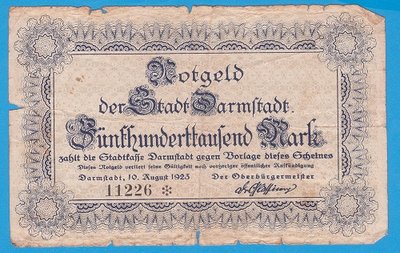 Notgeld
der Stadt Darmstadt.
Fünfhunderttausend Mark
zahlt die Stadtkasse Darmstadt gegen Vorlage dieses Scheines
Dieses Notgeld verliert seine Gültigkeit nach vorheriger öffentlicher Aufkündigung
Darmstadt, 10. August 1923 Der Oberbürgermeister
11226 *